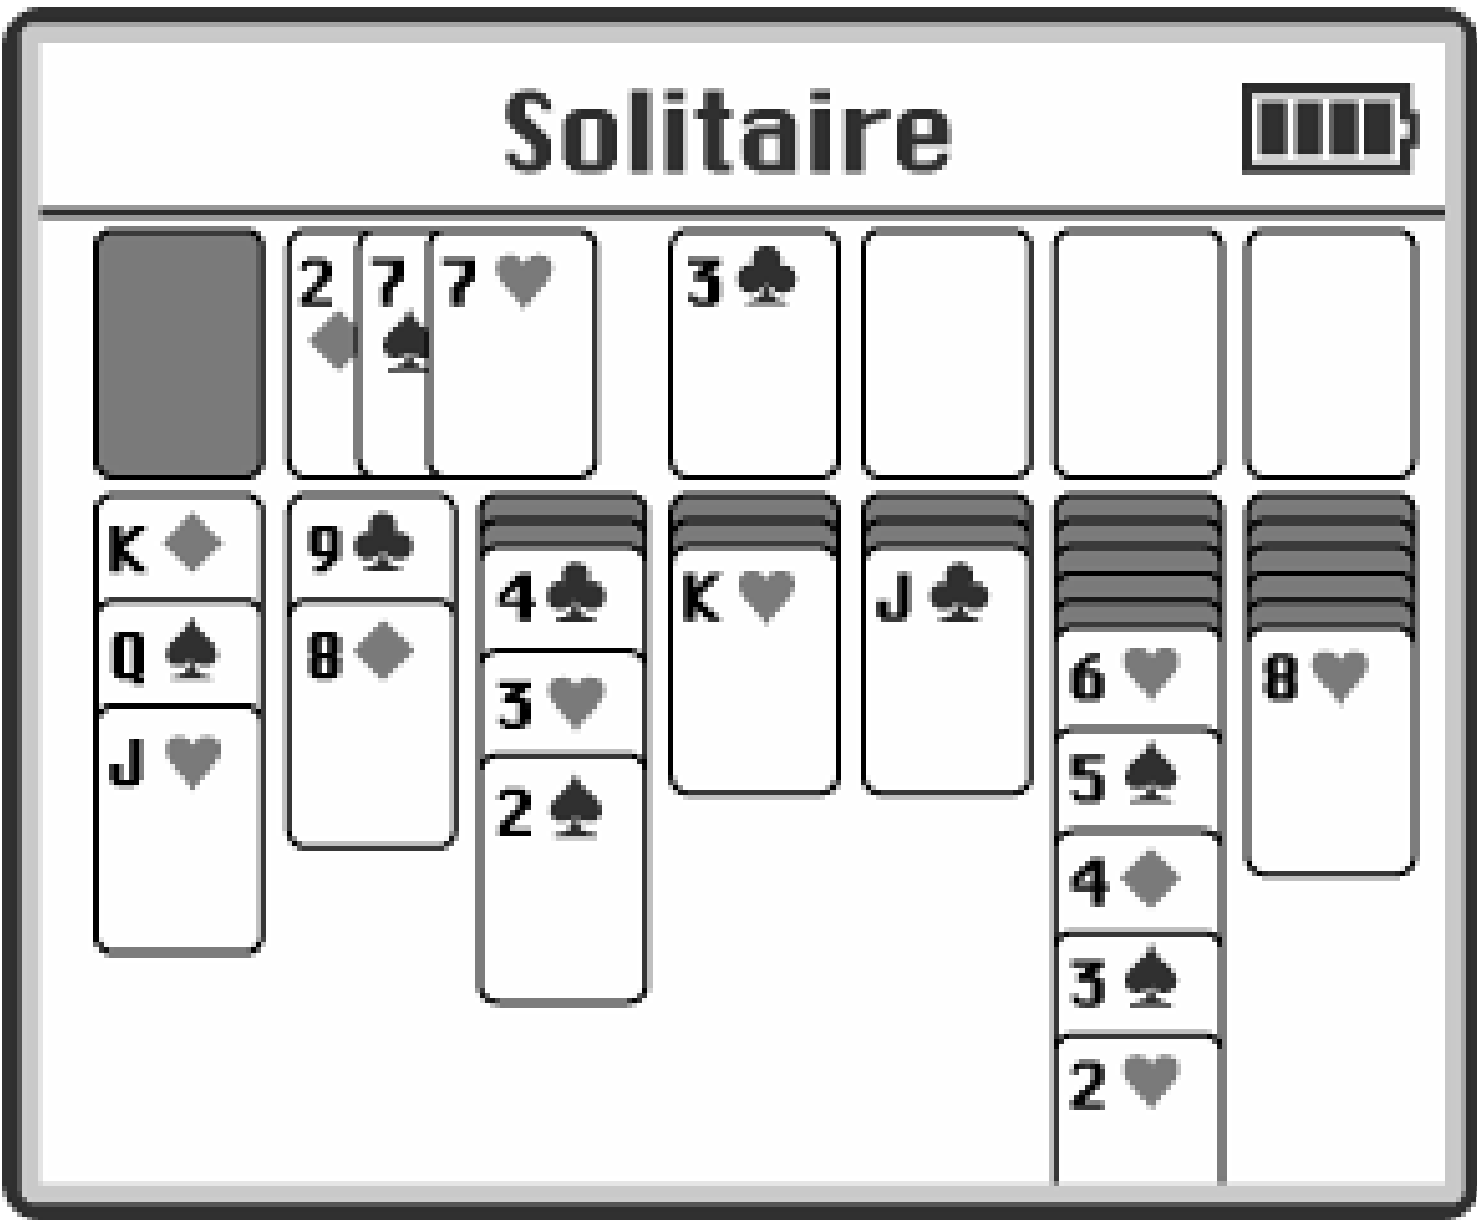 Solitaire
2♦ 7♠ 7♥ 3♣
K♦ 9♣ 4♣ K♥ J♣ 6♥ 8♥
Q♠ 8♦ 3♥ 5♠
J♥ 2♠ 4♦
3♠
2♥